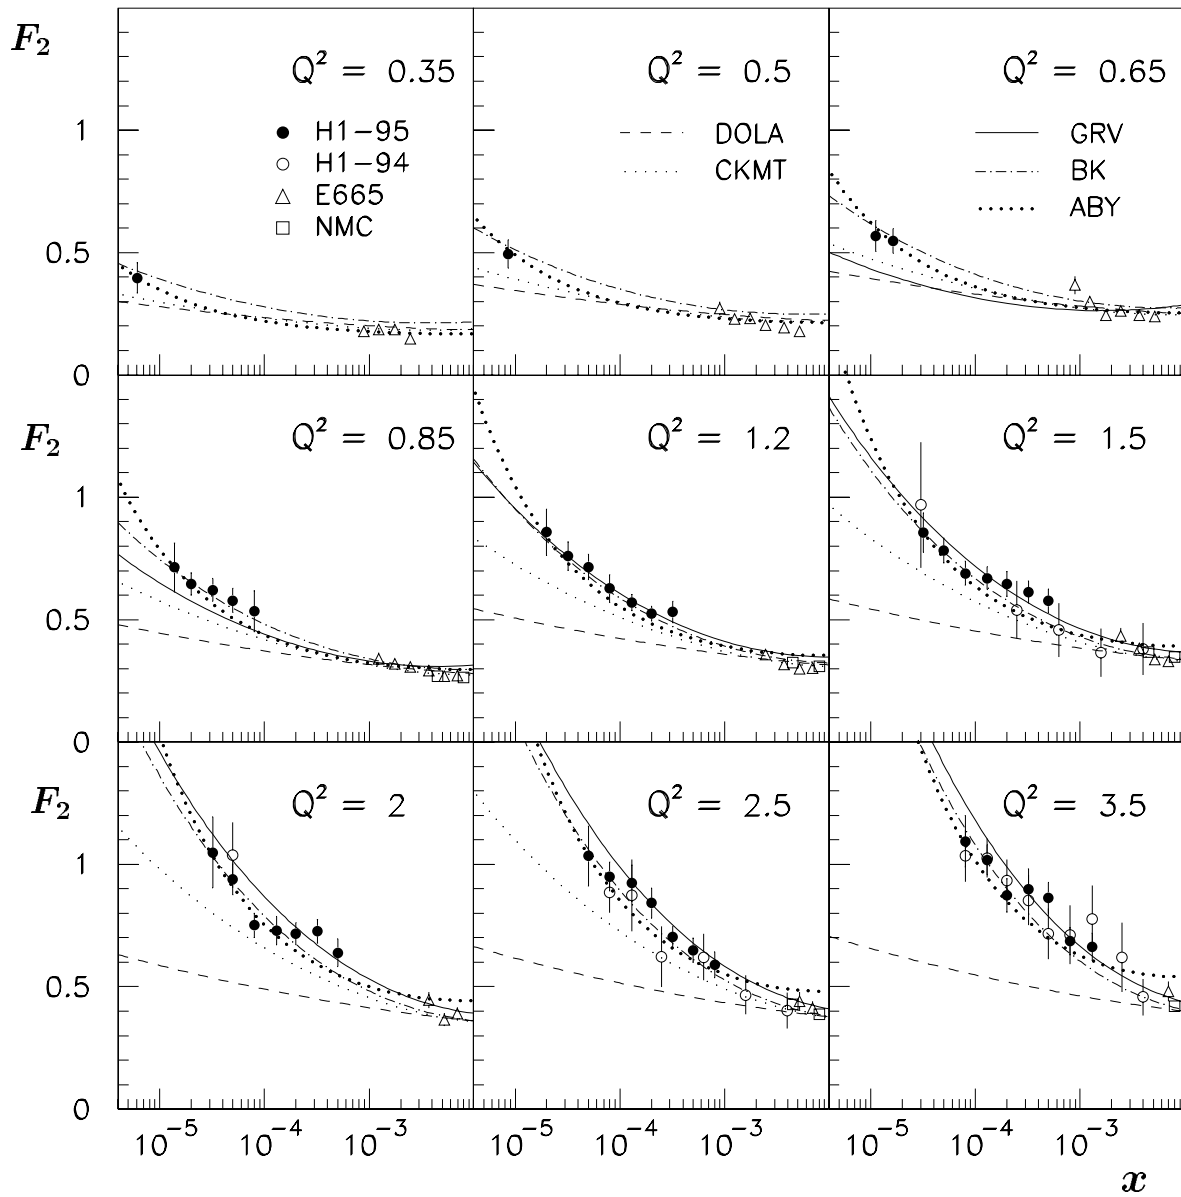 F₂
Q² = 0.35
Q² = 0.5
Q² = 0.65
1
H1-95
H1-94
E665
NMC
DOLA
CKMT
GRV
BK
ABY
0.5
0
F₂
Q² = 0.85
Q² = 1.2
Q² = 1.5
1
0.5
0
F₂
Q² = 2
Q² = 2.5
Q² = 3.5
1
0.5
0
10⁻⁵ 10⁻⁴ 10⁻³ 10⁻⁵ 10⁻⁴ 10⁻³ 10⁻⁵ 10⁻⁴ 10⁻³
x